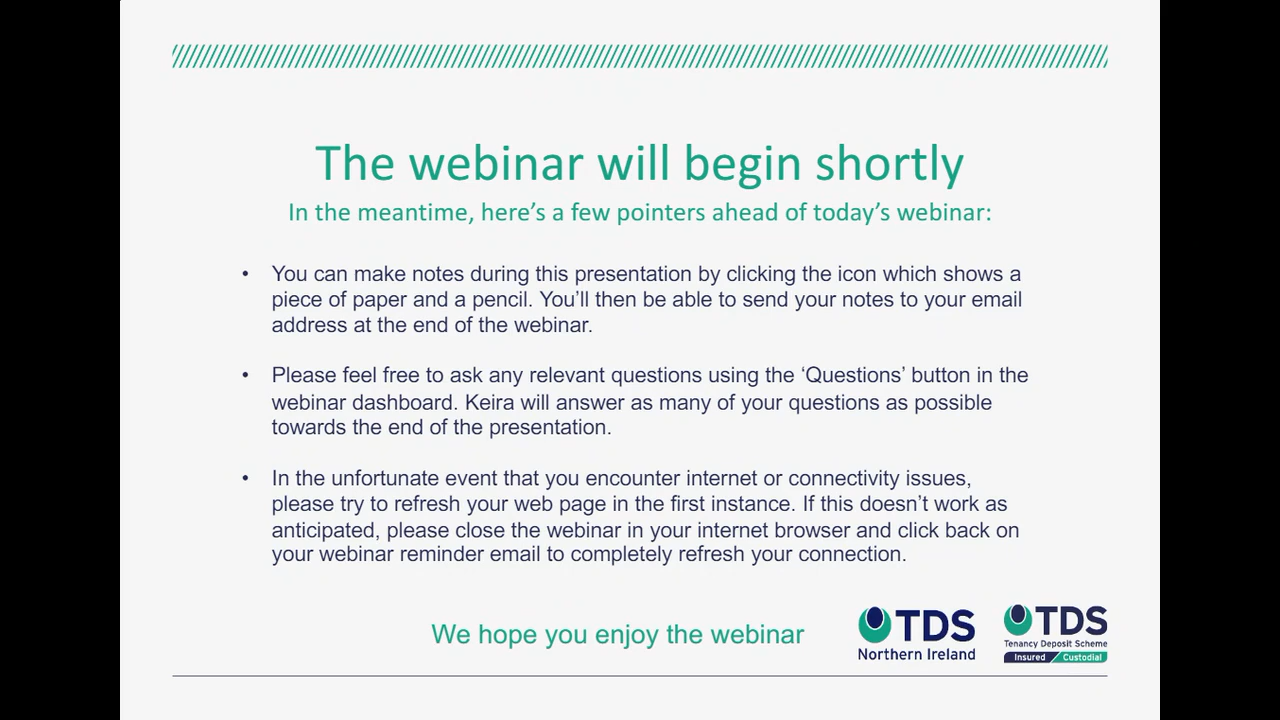 The webinar will begin shortly
In the meantime, here’s a few pointers ahead of today’s webinar:
• You can make notes during this presentation by clicking the icon which shows a
piece of paper and a pencil. You’ll then be able to send your notes to your email
address at the end of the webinar.
• Please feel free to ask any relevant questions using the ‘Questions’ button in the
webinar dashboard. Keira will answer as many of your questions as possible
towards the end of the presentation.
• In the unfortunate event that you encounter internet or connectivity issues,
please try to refresh your web page in the first instance. If this doesn’t work as
anticipated, please close the webinar in your internet browser and click back on
your webinar reminder email to completely refresh your connection.
We hope you enjoy the webinar
TDS
Northern Ireland
TDS
Tenancy Deposit Scheme
Insured Custodial